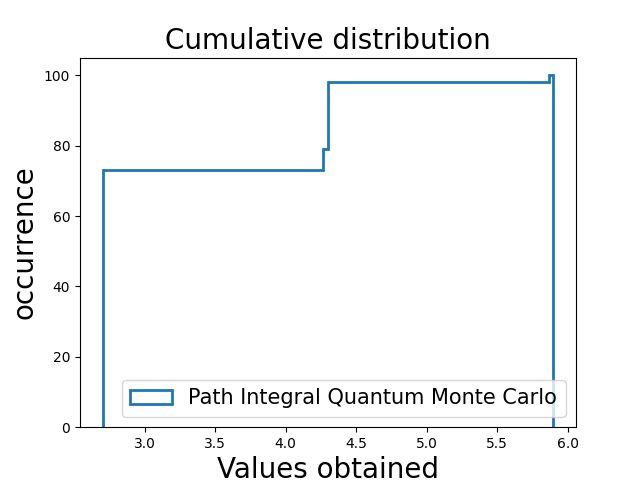 Cumulative distribution
100
80
60
40
20
0
occurrence
Path Integral Quantum Monte Carlo
3.0 3.5 4.0 4.5 5.0 5.5 6.0
Values obtained